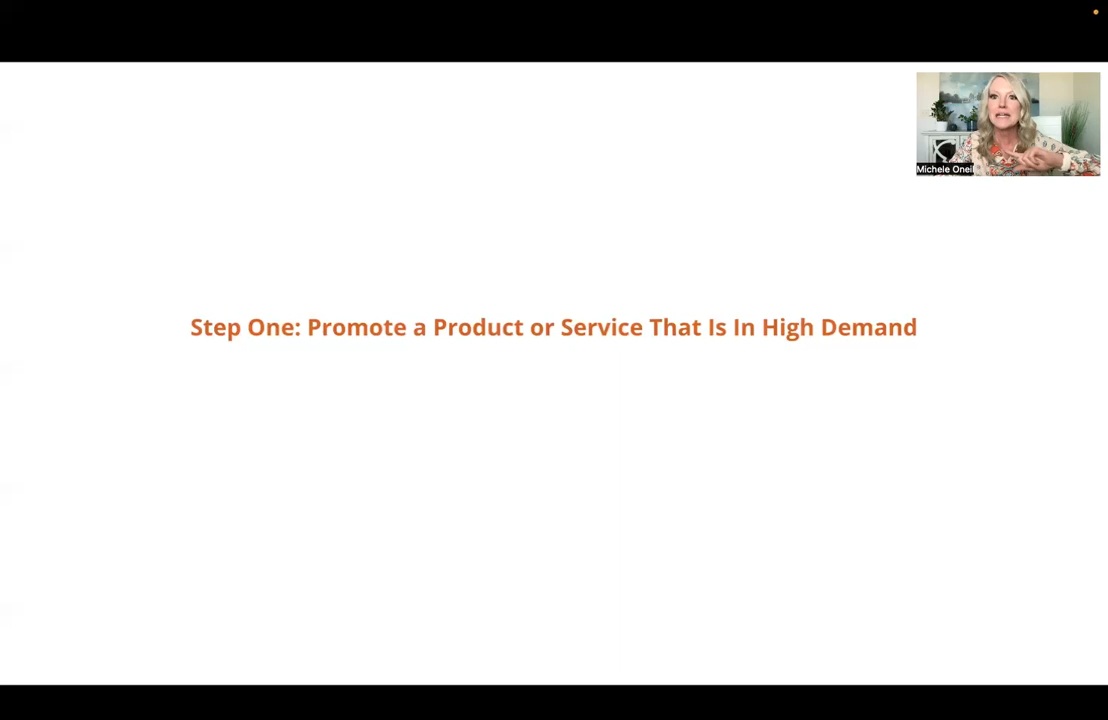 Michele Oneil
Step One: Promote a Product or Service That Is In High Demand